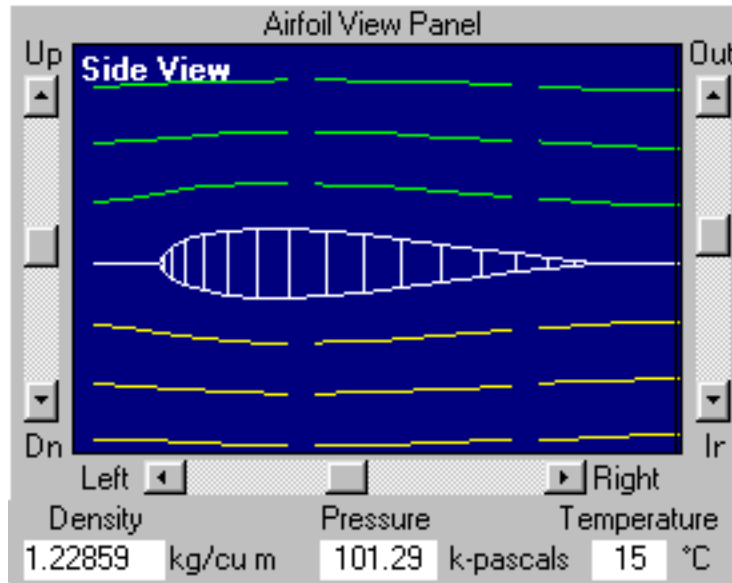 Airfoil View Panel
Up
Out
Side View
Dn
Ir
Left
Right
Density
Pressure
Temperature
1.22859 kg/cu m
101.29 k-pascals
15 °C